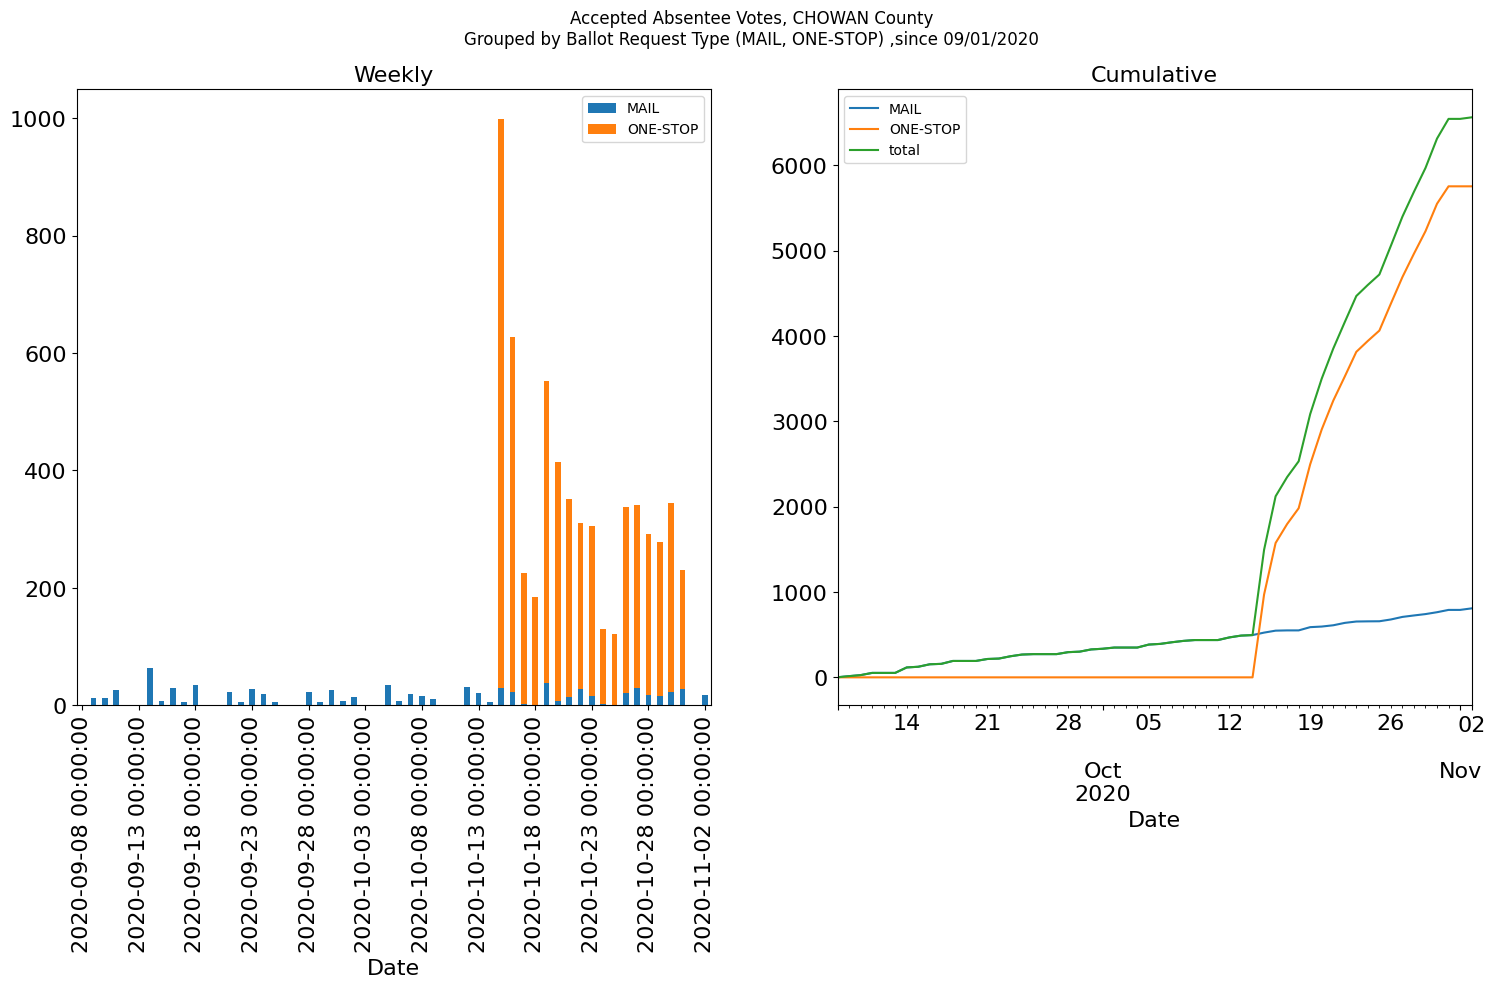 Accepted Absentee Votes, CHOWAN County
Grouped by Ballot Request Type (MAIL, ONE-STOP) ,since 09/01/2020
Weekly
MAIL
ONE-STOP
1000
800
600
400
200
0
2020-09-08 00:00:00
2020-09-13 00:00:00
2020-09-18 00:00:00
2020-09-23 00:00:00
2020-09-28 00:00:00
2020-10-03 00:00:00
2020-10-08 00:00:00
2020-10-13 00:00:00
2020-10-18 00:00:00
2020-10-23 00:00:00
2020-10-28 00:00:00
2020-11-02 00:00:00
Date
Cumulative
MAIL
ONE-STOP
total
6000
5000
4000
3000
2000
1000
0
14 21 28 05 12 19 26 02
Oct Nov
2020
Date